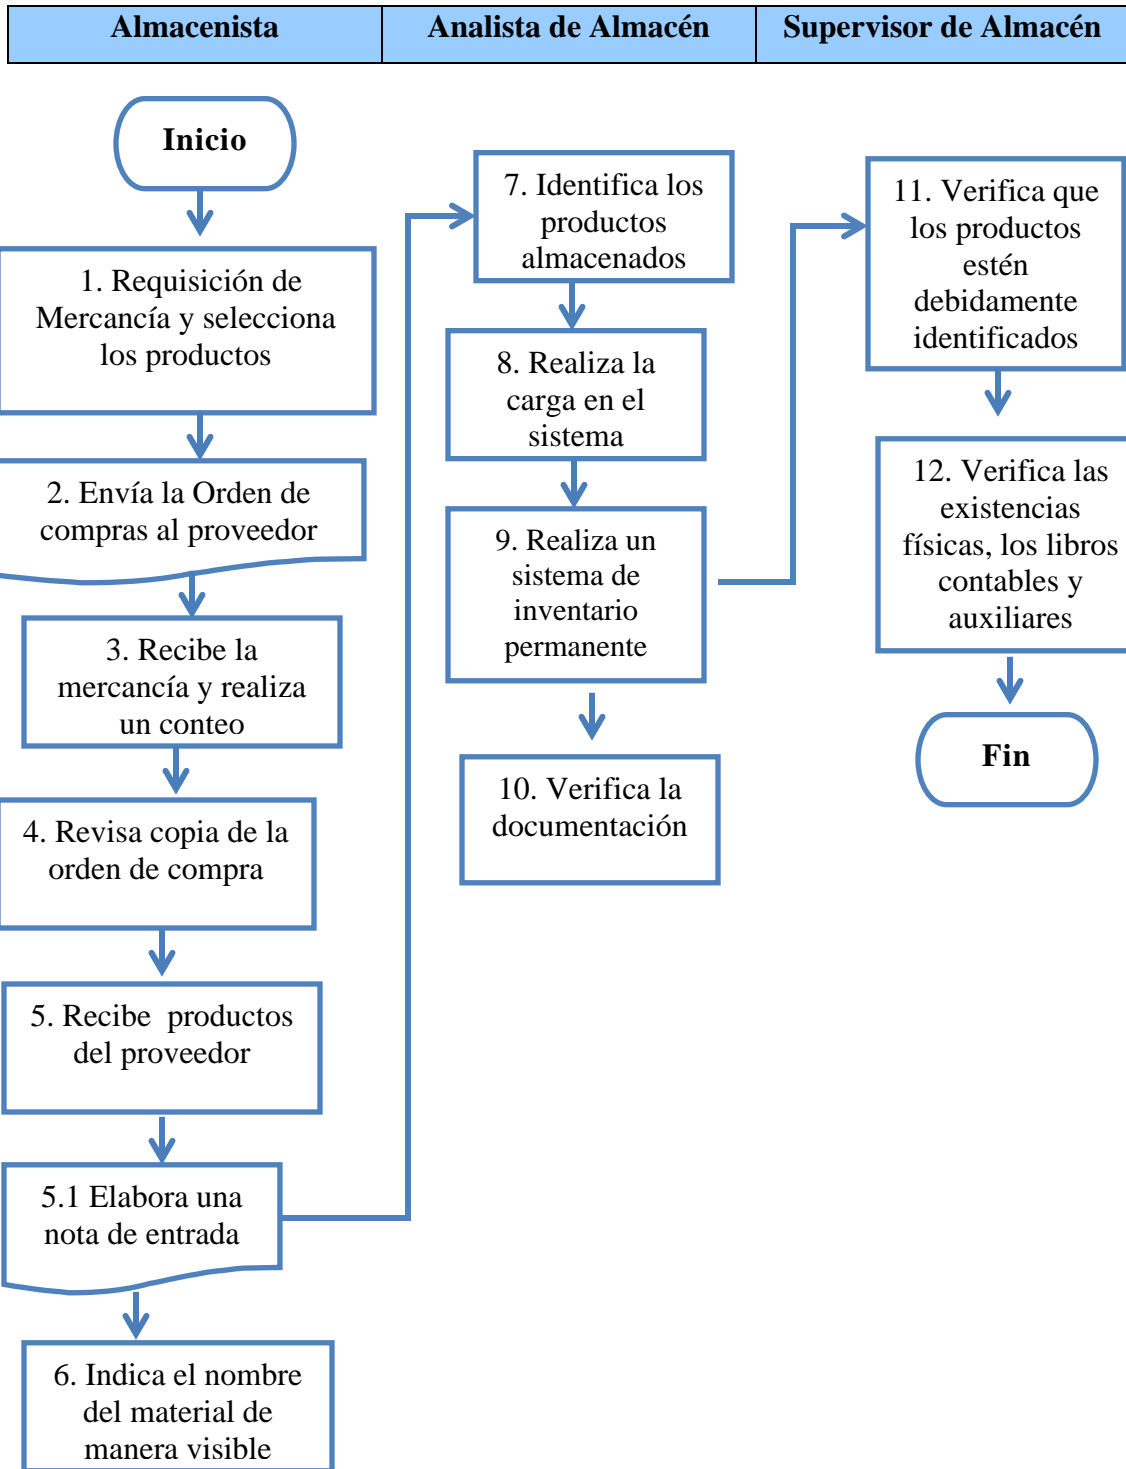 Almacenista
Analista de Almacén
Supervisor de Almacén
Inicio
1. Requisición de
Mercancía y selecciona
los productos
2. Envía la Orden de
compras al proveedor
3. Recibe la
mercancía y realiza
un conteo
4. Revisa copia de la
orden de compra
5. Recibe productos
del proveedor
5.1 Elabora una
nota de entrada
6. Indica el nombre
del material de
manera visible
7. Identifica los
productos
almacenados
8. Realiza la
carga en el
sistema
9. Realiza un
sistema de
inventario
permanente
10. Verifica la
documentación
11. Verifica que
los productos
estén
debidamente
identificados
12. Verifica las
existencias
físicas, los libros
contables y
auxiliares
Fin